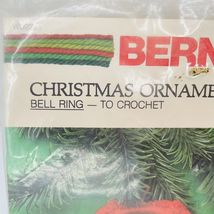 BERN
CHRISTMAS ORNAME
BELL RING — TO CROCHET